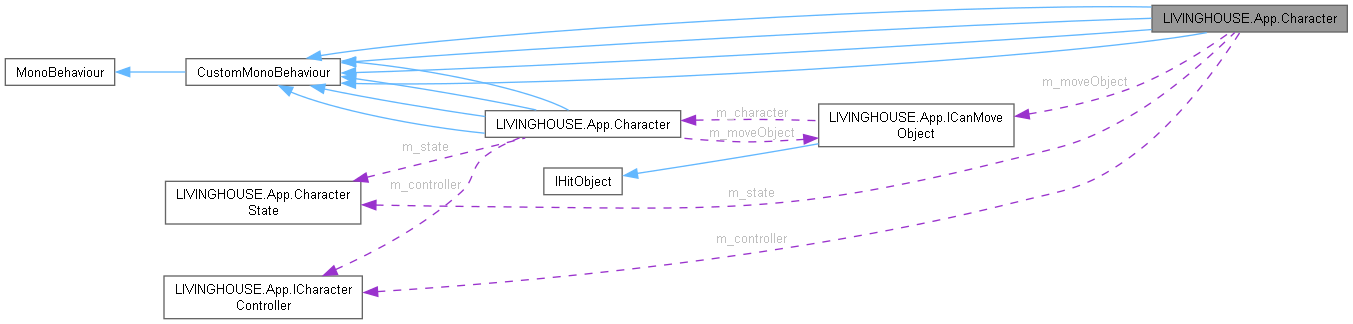 LIVINGHOUSE.App.Character
MonoBehaviour
CustomMonoBehaviour
m_moveObject
m_character
LIVINGHOUSE.App.ICanMove
Object
LIVINGHOUSE.App.Character
m_moveObject
m_state
IHitObject
m_controller
LIVINGHOUSE.App.Character
State
m_state
m_controller
LIVINGHOUSE.App.ICharacter
Controller